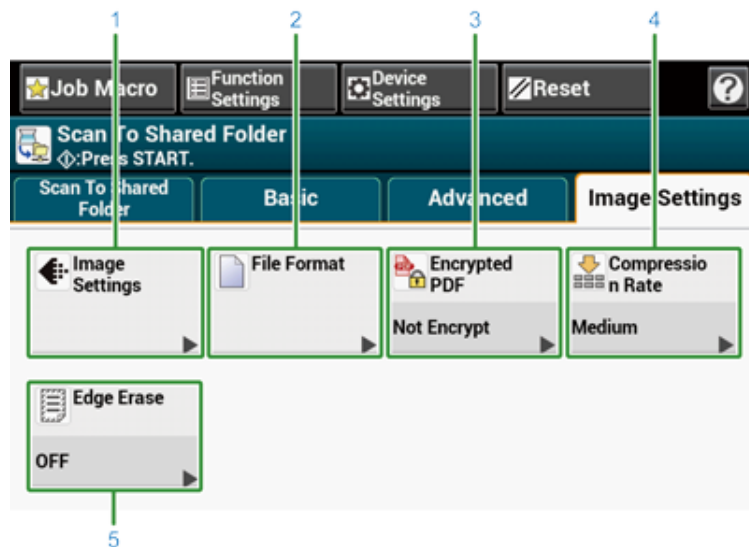 1 2 3 4
Job Macro Function Settings Device Settings Reset ?
Scan To Shared Folder
:Press START.
Scan To Shared Folder Basic Advanced Image Settings
Image Settings File Format Encrypted PDF Compressio n Rate
Not Encrypt Medium
Edge Erase
OFF
5